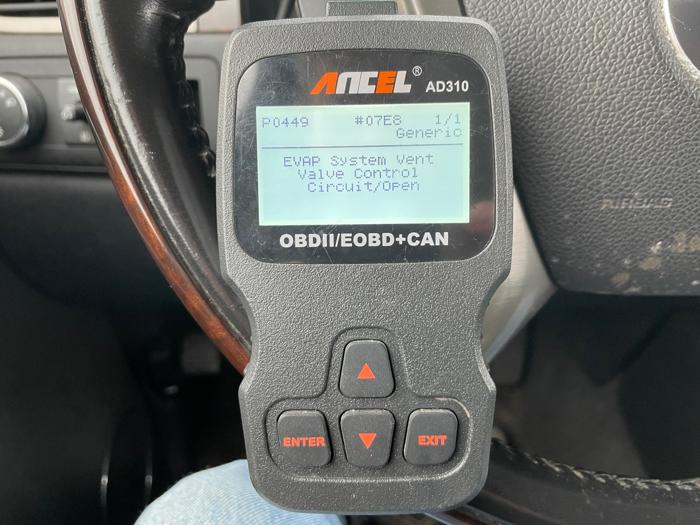 ANCEL® AD310
P0449 #07E8 1/1
Generic
EVAP System Vent
Valve Control
Circuit/Open
OBDII/EOBD+CAN
ENTER
EXIT
AIRBAG